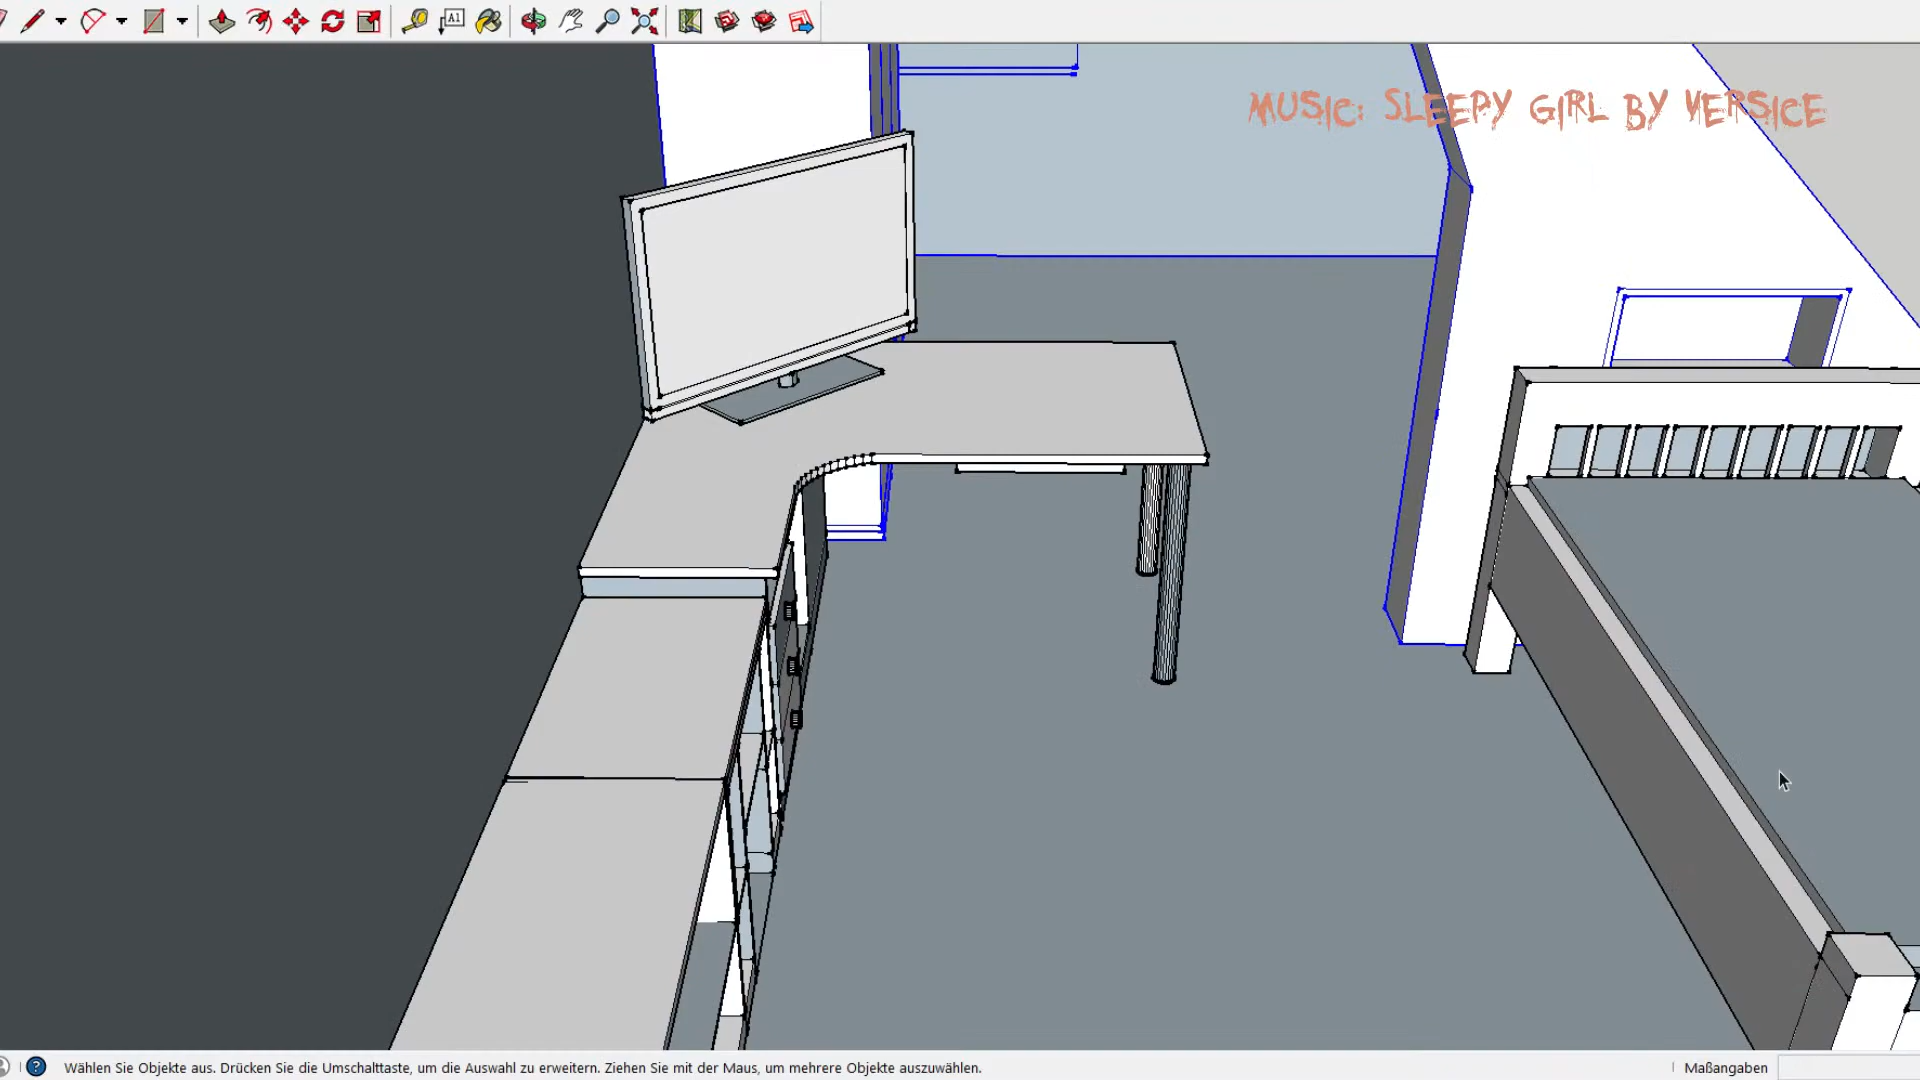 A1
MUSIC: SLEEPY GIRL BY VERSICE
Wählen Sie Objekte aus. Drücken Sie die Umschalttaste, um die Auswahl zu erweitern. Ziehen Sie mit der Maus, um mehrere Objekte auszuwählen.
Maßangaben